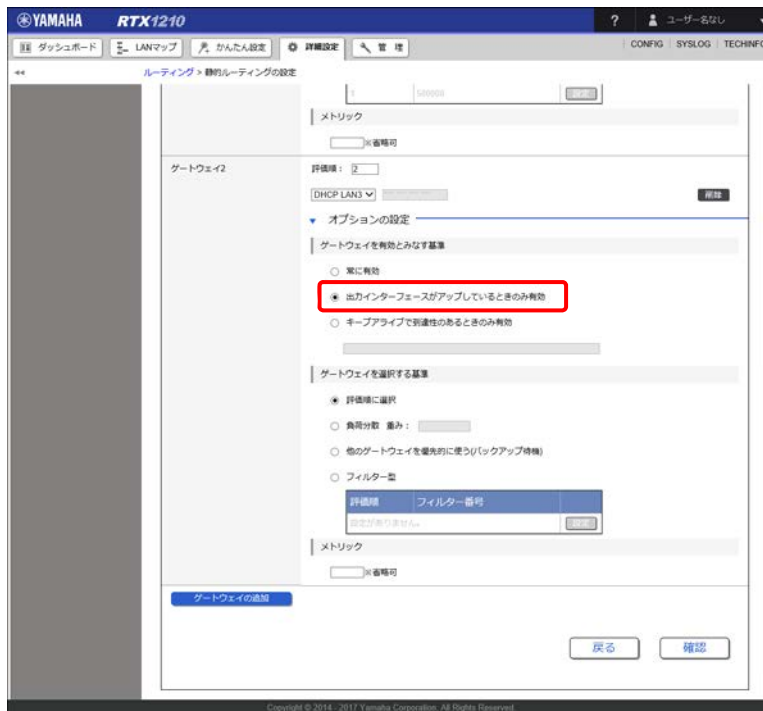 YAMAHA RTX1210 ? ユーザー名なし
ダッシュボード LANマップ かんたん設定 詳細設定 管理 CONFIG SYSLOG TECHINFO
ルーティング > 静的ルーティングの設定
1 500000 設定
メトリック
※省略可
ゲートウェイ2 評価順： 2
DHCP LAN3 削除
オプションの設定
ゲートウェイを有効とみなす基準
常に有効
出力インターフェースがアップしているときのみ有効
キープアライブで到達性のあるときのみ有効
ゲートウェイを選択する基準
評価順に選択
負荷分散 重み：
他のゲートウェイを優先的に使う(バックアップ待機)
フィルター型
評価順 フィルター番号
設定がありません。 設定
メトリック
※省略可
ゲートウェイの追加
戻る 確認
Copyright © 2014 - 2017 Yamaha Corporation. All Rights Reserved.